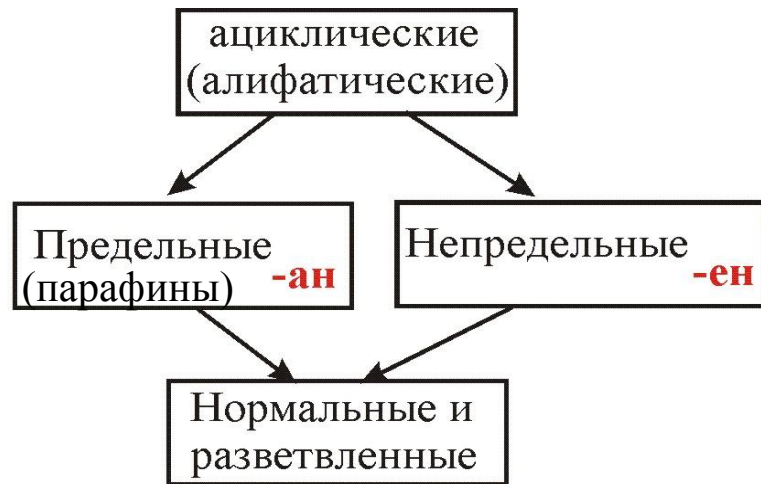 ациклические
(алифатические)
Предельные
(парафины) -ан
Непредельные
-ен
Нормальные и
разветвленные